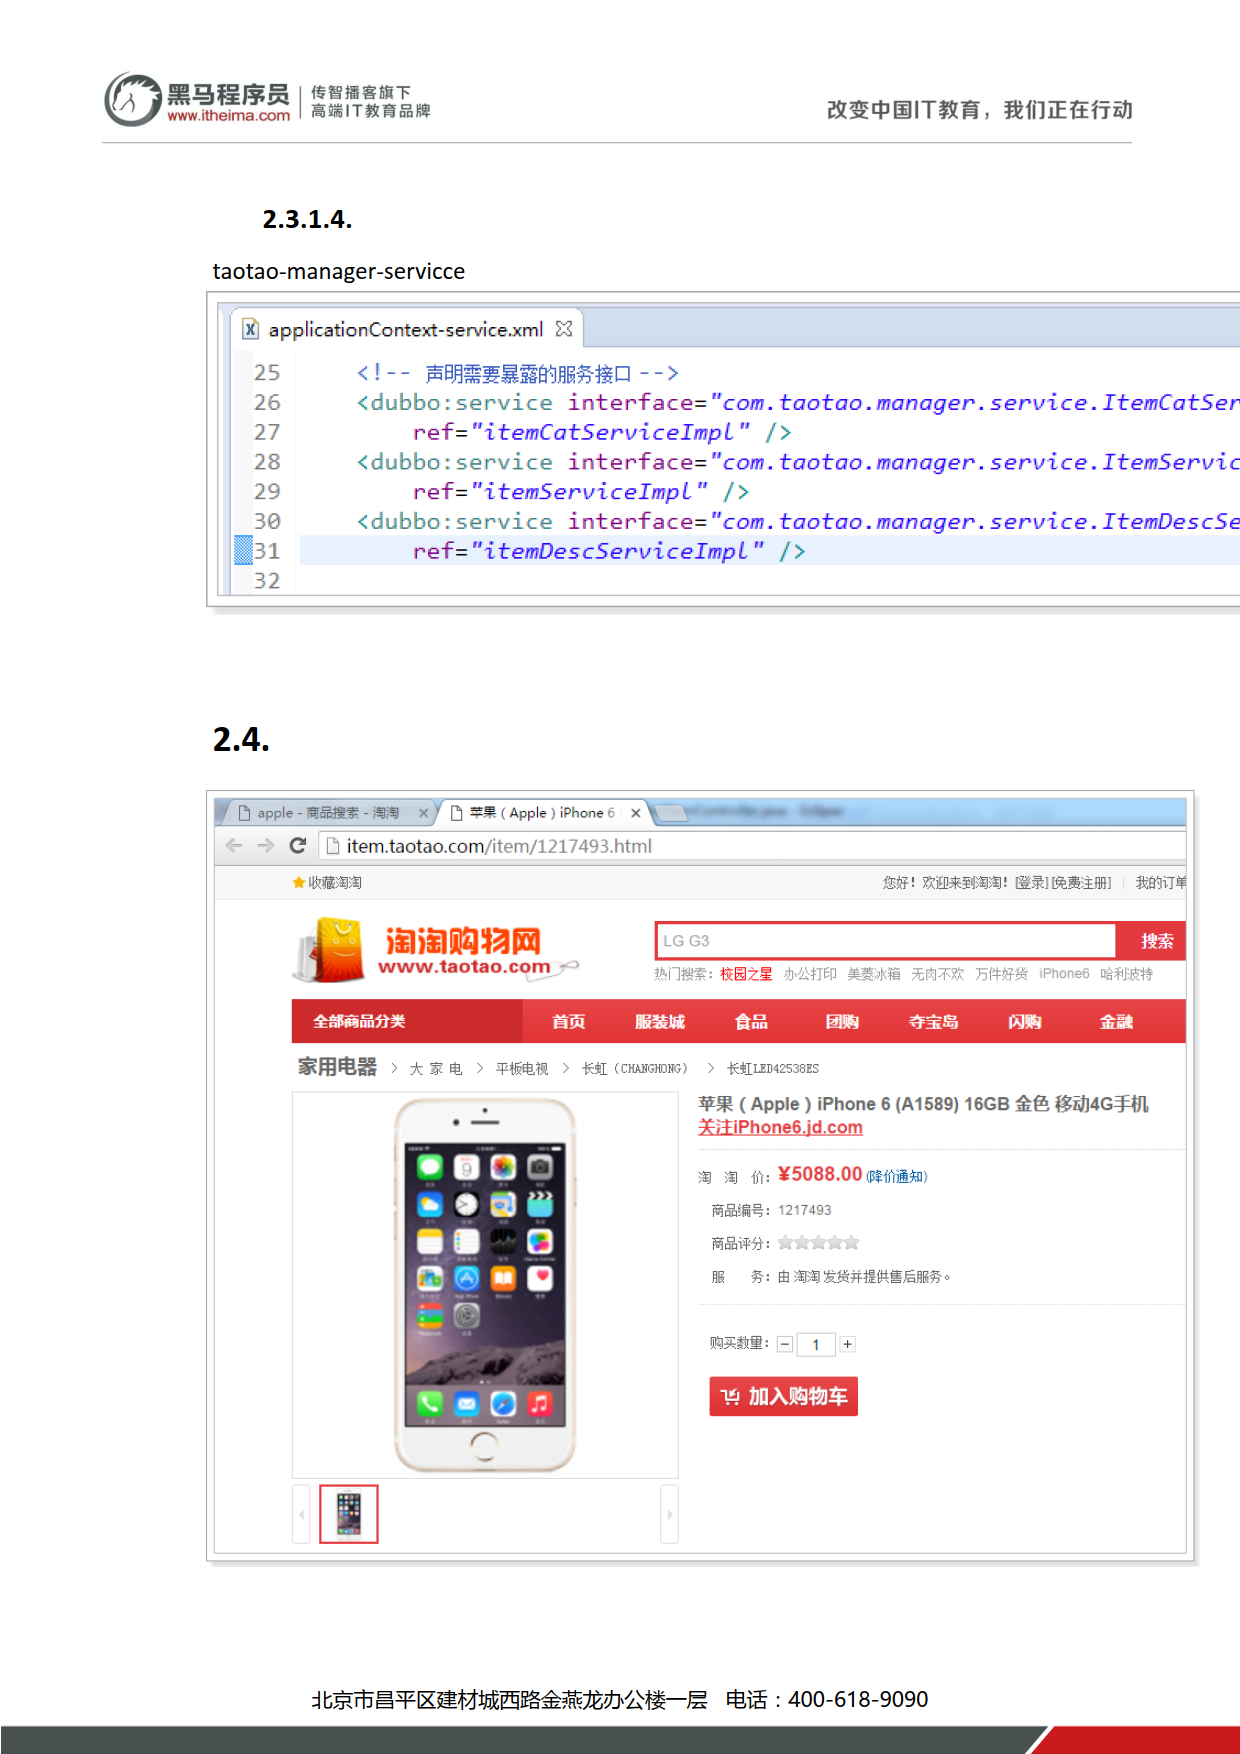 黑马程序员
www.itheima.com
传智播客旗下
高端IT教育品牌
改变中国IT教育，我们正在行动
2.3.1.4.
taotao-manager-servicce
applicationContext-service.xml
25 <!-- 声明需要暴露的服务接口 -->
26 <dubbo:service interface="com.taotao.manager.service.ItemCatSer
27 ref="itemCatServiceImpl" />
28 <dubbo:service interface="com.taotao.manager.service.ItemServic
29 ref="itemServiceImpl" />
30 <dubbo:service interface="com.taotao.manager.service.ItemDescSe
31 ref="itemDescServiceImpl" />
32
2.4.
apple - 商品搜索 - 淘淘
苹果（Apple）iPhone 6
item.taotao.com/item/1217493.html
收藏淘淘
您好！欢迎来到淘淘！[登录] [免费注册] 我的订单
淘淘购物网
www.taotao.com
LG G3
搜索
热门搜索：校园之星 办公打印 美菱冰箱 无肉不欢 万件好货 iPhone6 哈利波特
全部商品分类 首页 服装城 食品 团购 夺宝岛 闪购 金融
家用电器 > 大 家 电 > 平板电视 > 长虹（CHANGHONG） > 长虹LED42538ES
苹果（Apple）iPhone 6 (A1589) 16GB 金色 移动4G手机
关注iPhone6.jd.com
淘 淘 价：¥5088.00 (降价通知)
商品编号：1217493
商品评分：
服 务：由 淘淘 发货并提供售后服务。
购买数量：- 1 +
加入购物车
北京市昌平区建材城西路金燕龙办公楼一层 电话：400-618-9090